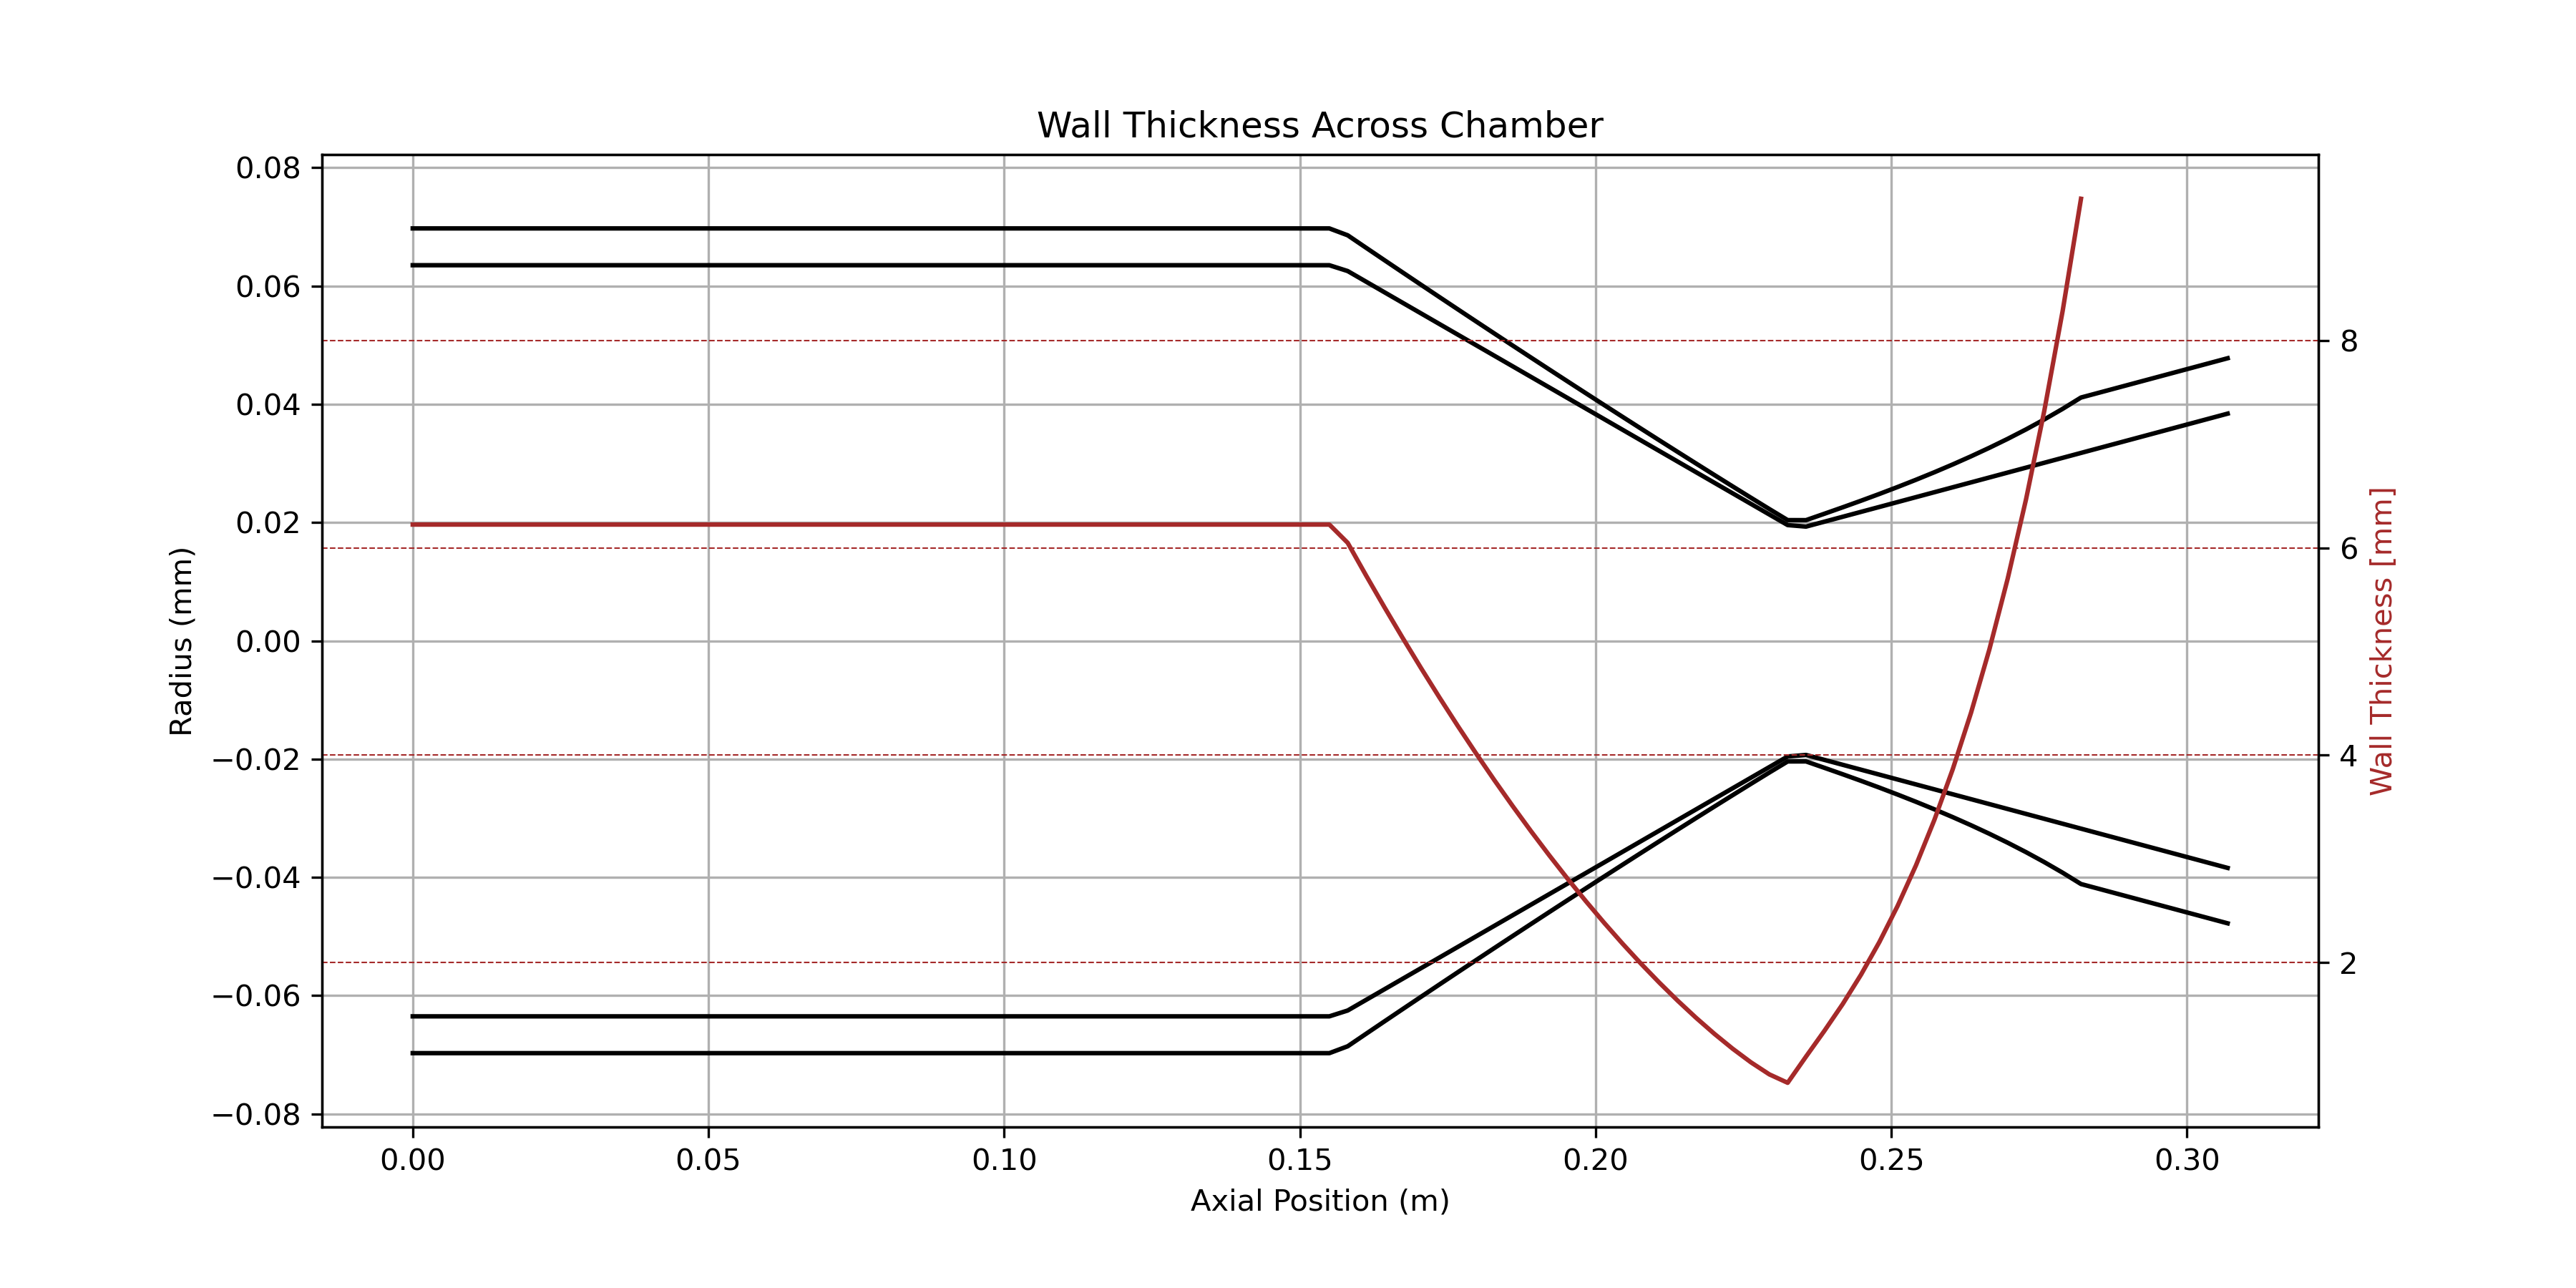 Wall Thickness Across Chamber
0.08
0.06
0.04
0.02
0.00
−0.02
−0.04
−0.06
−0.08
Radius (mm)
8
6
4
2
Wall Thickness [mm]
0.00 0.05 0.10 0.15 0.20 0.25 0.30
Axial Position (m)